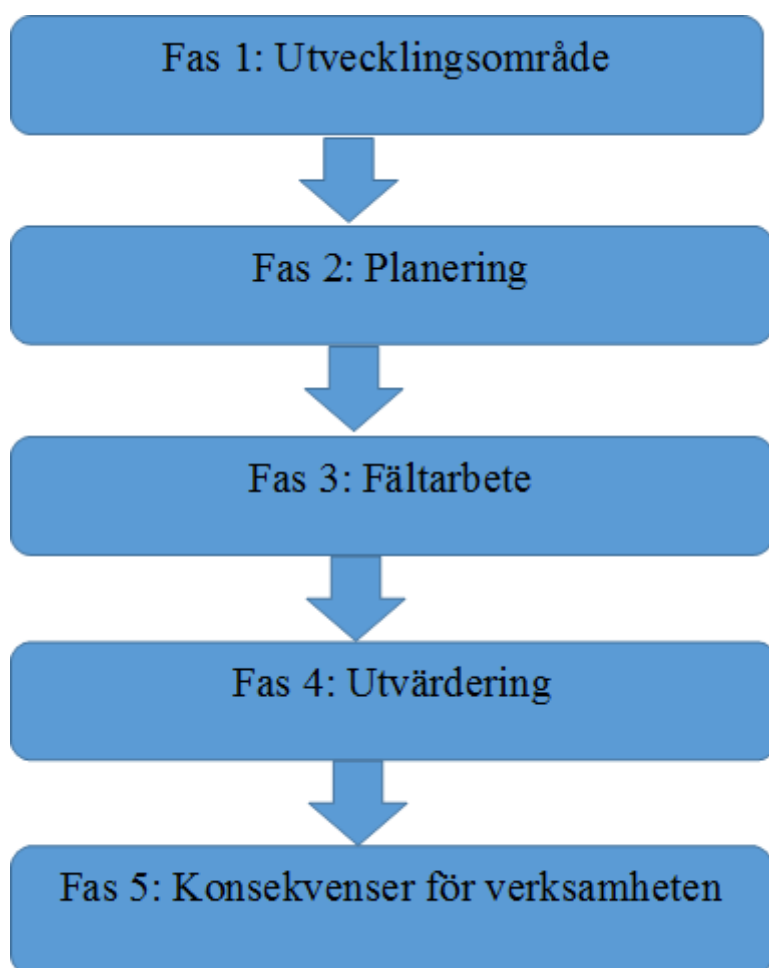 Fas 1: Utvecklingsområde
Fas 2: Planering
Fas 3: Fältarbete
Fas 4: Utvärdering
Fas 5: Konsekvenser för verksamheten